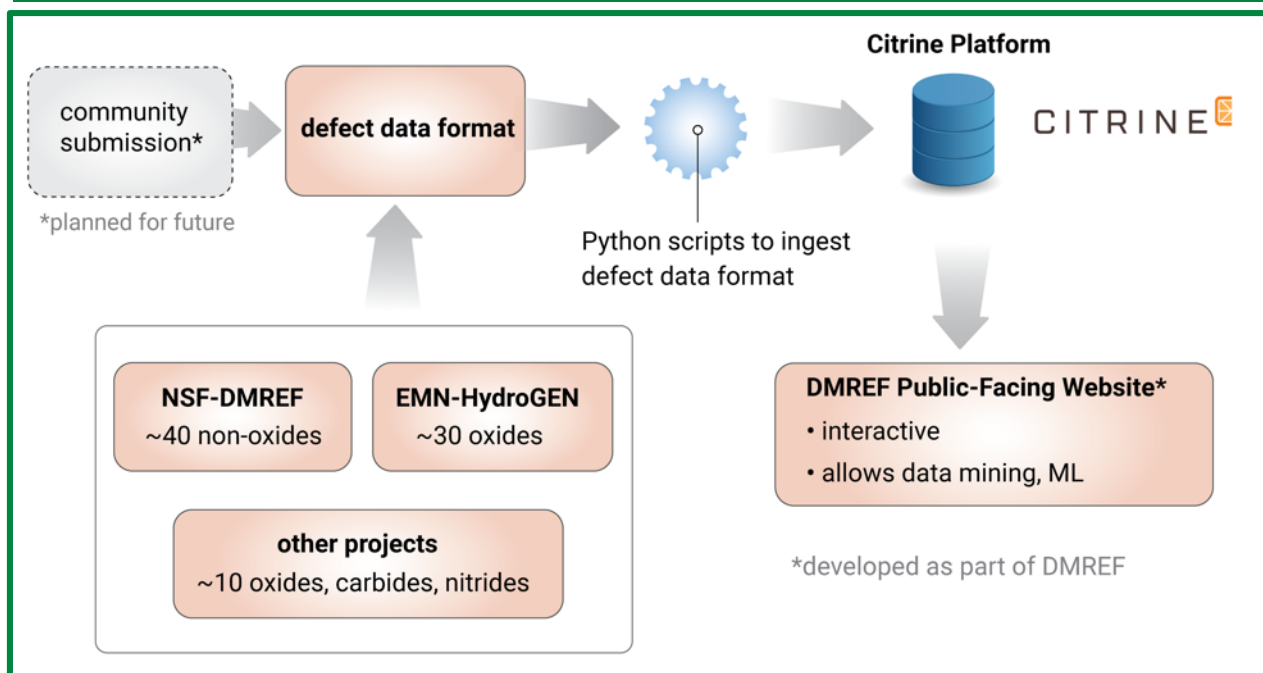 Citrine Platform
community
submission*
defect data format
CITRINE
*planned for future
Python scripts to ingest
defect data format
NSF-DMREF
~40 non-oxides
EMN-HydroGEN
~30 oxides
other projects
~10 oxides, carbides, nitrides
DMREF Public-Facing Website*
• interactive
• allows data mining, ML
*developed as part of DMREF